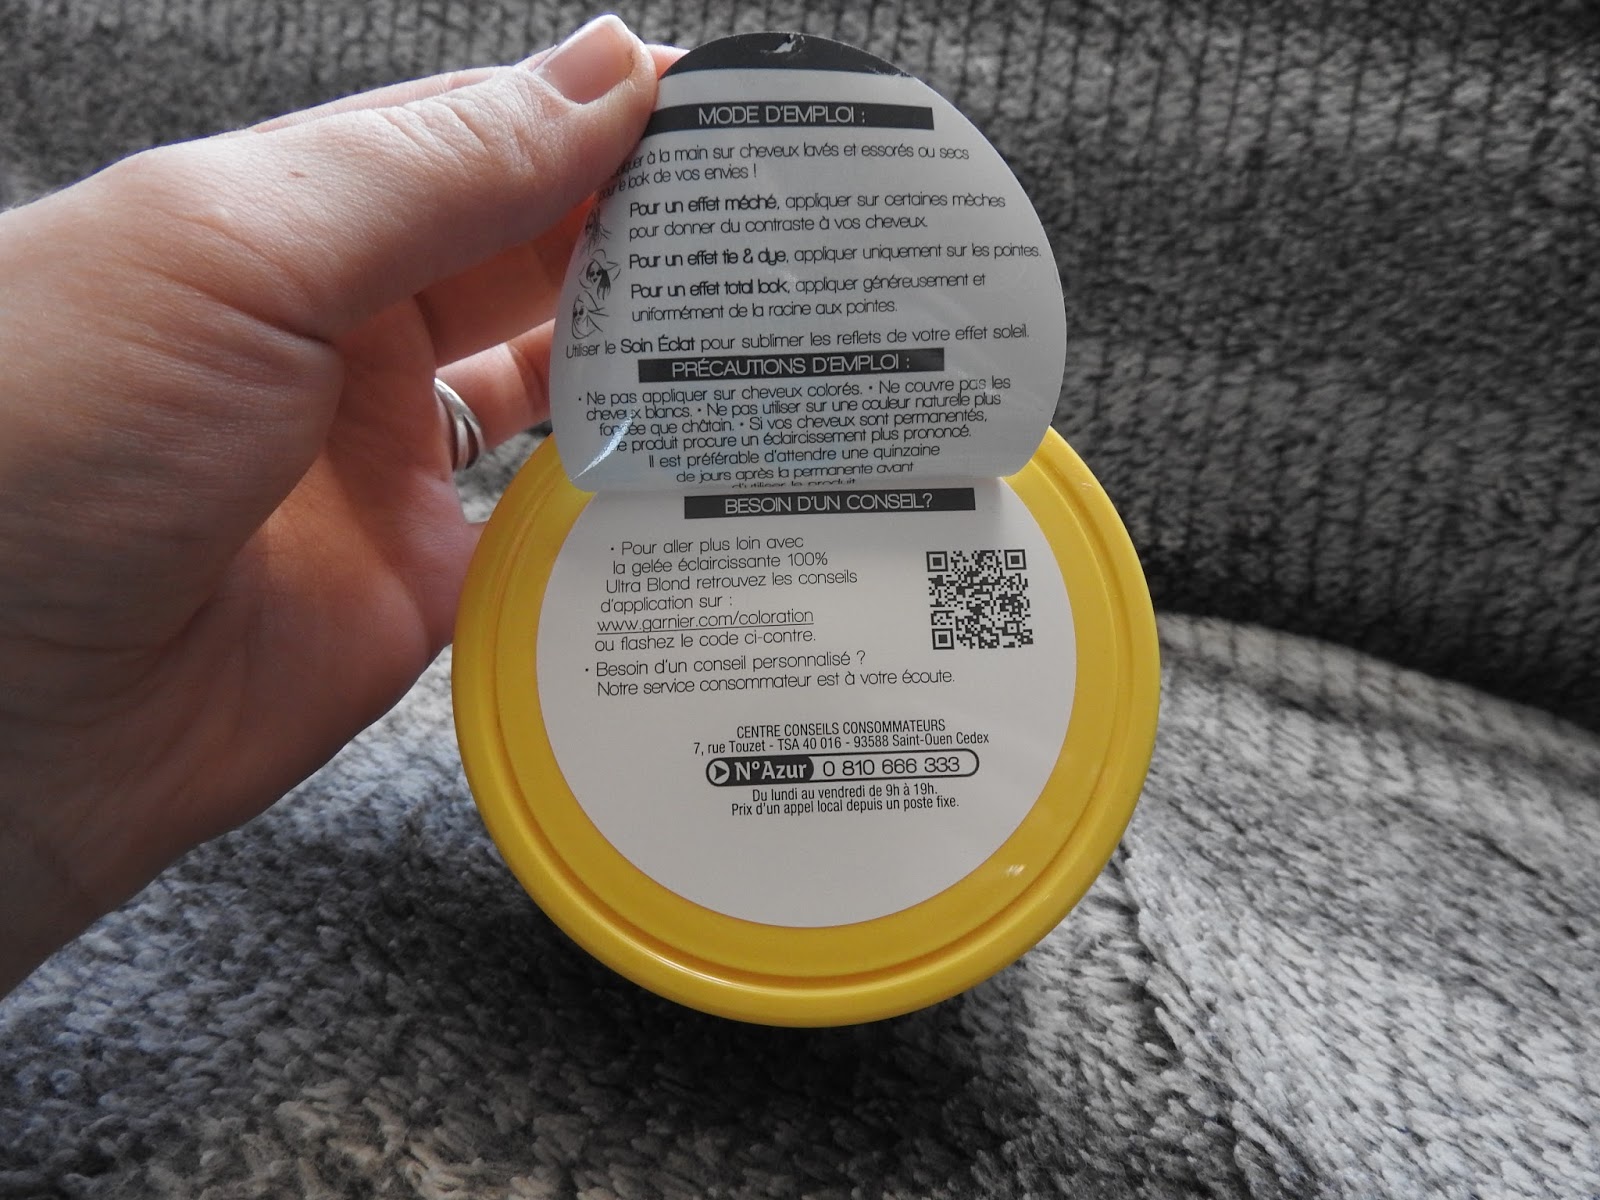 MODE D'EMPLOI :
à la main sur cheveux lavés et essorés ou secs
le look de vos envies !
Pour un effet méché, appliquer sur certaines mèches
pour donner du contraste à vos cheveux.
Pour un effet tie & dye, appliquer uniquement sur les pointes.
Pour un effet total look, appliquer généreusement et
uniformément de la racine aux pointes.
Utiliser le Soin Éclat pour sublimer les reflets de votre effet soleil.
PRÉCAUTIONS D'EMPLOI :
• Ne pas appliquer sur cheveux colorés. • Ne couvre pas les
cheveux blancs. • Ne pas utiliser sur une couleur naturelle plus
foncée que châtain. • Si vos cheveux sont permanentés,
le produit procure un éclaircissement plus prononcé.
Il est préférable d'attendre une quinzaine
de jours après la permanente avant
d'utiliser le produit
BESOIN D'UN CONSEIL?
• Pour aller plus loin avec
la gelée éclaircissante 100%
Ultra Blond retrouvez les conseils
d'application sur :
www.garnier.com/coloration
ou flashez le code ci-contre.
• Besoin d'un conseil personnalisé ?
Notre service consommateur est à votre écoute.
CENTRE CONSEILS CONSOMMATEURS
7, rue Touzet - TSA 40 016 - 93588 Saint-Ouen Cedex
N°Azur 0 810 666 333
Du lundi au vendredi de 9h à 19h.
Prix d'un appel local depuis un poste fixe.